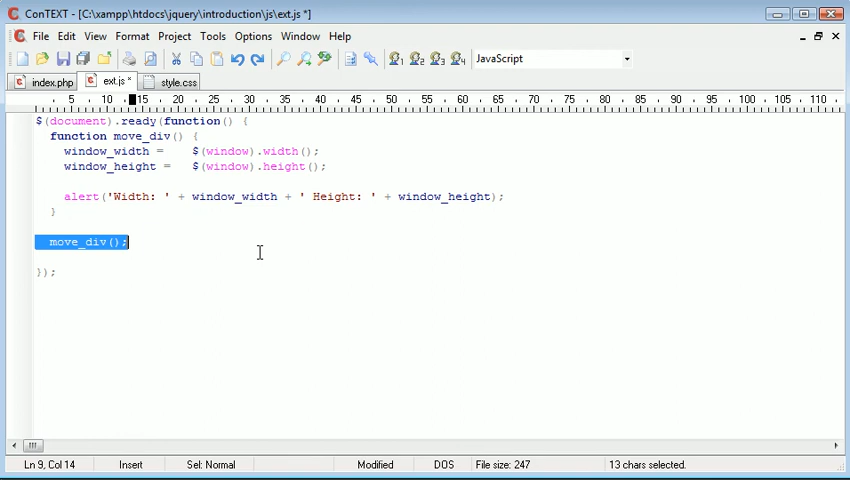 ConTEXT - [C:\xampp\htdocs\jquery\introduction\js\ext.js *]
File Edit View Format Project Tools Options Window Help
1 2 3 4 JavaScript
index.php ext.js * style.css
5 10 15 20 25 30 35 40 45 50 55 60 65 70 75 80 85 90 95 100 105 110
$(document).ready(function() {
function move_div() {
window_width = $(window).width();
window_height = $(window).height();
alert('Width: ' + window_width + ' Height: ' + window_height);
}
move_div();
});
Ln 9, Col 14 Insert Sel: Normal Modified DOS File size: 247 13 chars selected.